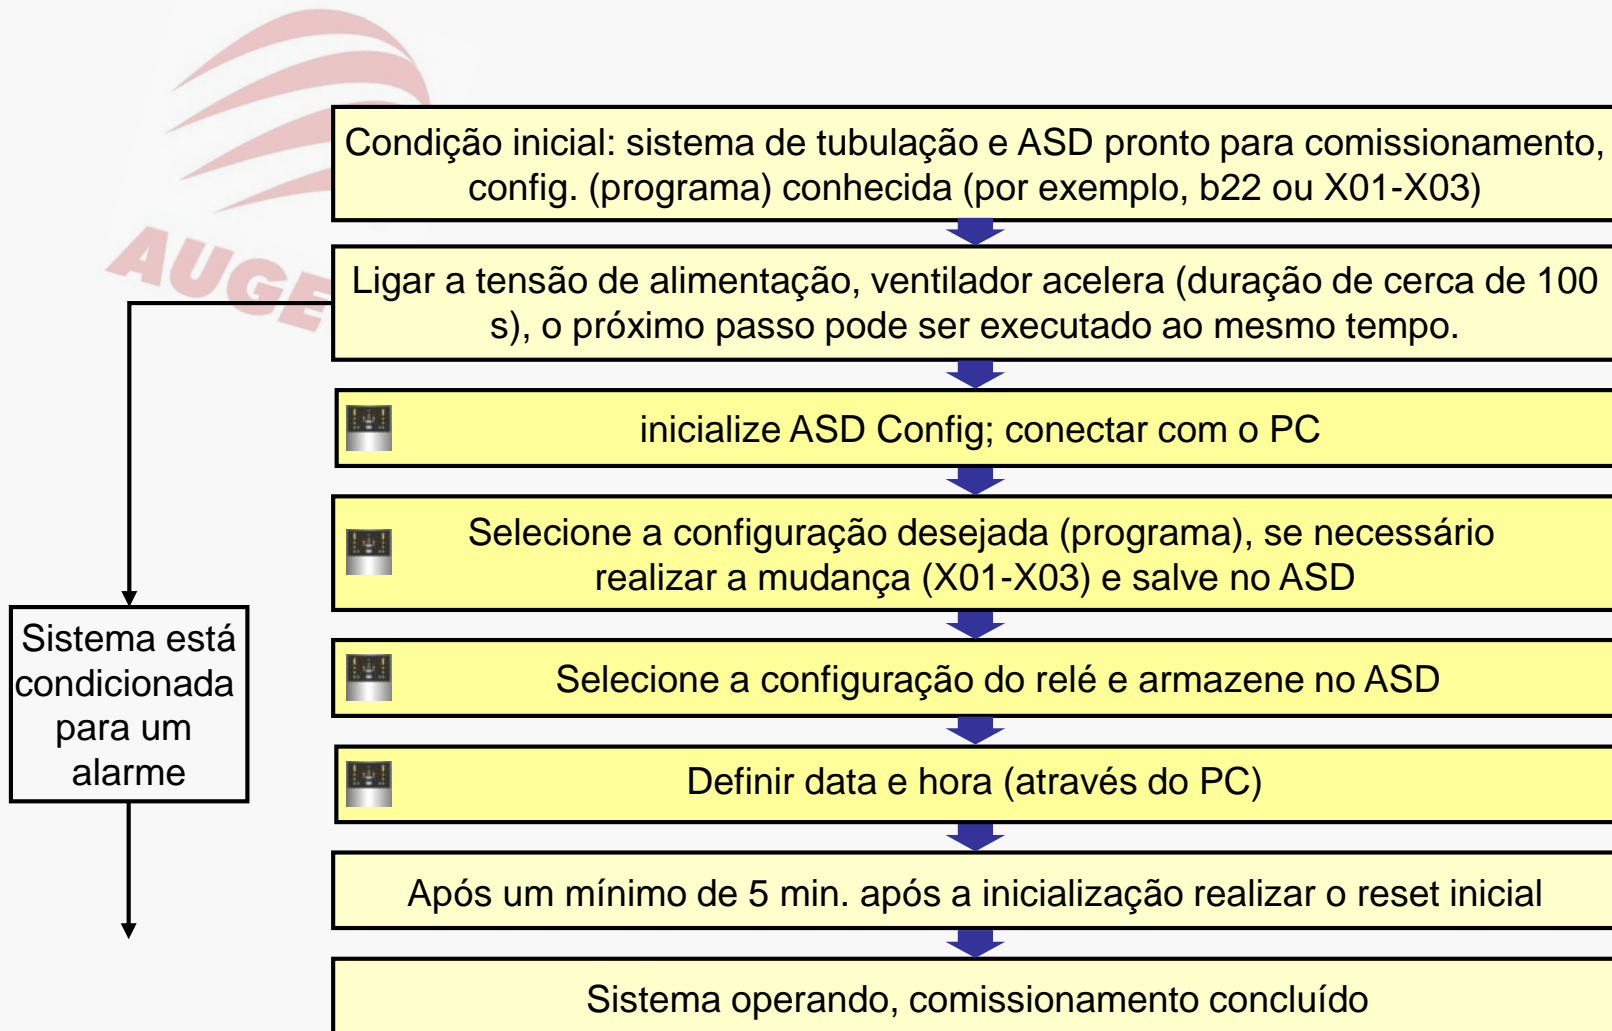 Condição inicial: sistema de tubulação e ASD pronto para comissionamento,
config. (programa) conhecida (por exemplo, b22 ou X01-X03)
AUGE
Ligar a tensão de alimentação, ventilador acelera (duração de cerca de 100
s), o próximo passo pode ser executado ao mesmo tempo.
inicialize ASD Config; conectar com o PC
Selecione a configuração desejada (programa), se necessário
realizar a mudança (X01-X03) e salve no ASD
Sistema está
condicionada
para um
alarme
Selecione a configuração do relé e armazene no ASD
Definir data e hora (através do PC)
Após um mínimo de 5 min. após a inicialização realizar o reset inicial
Sistema operando, comissionamento concluído